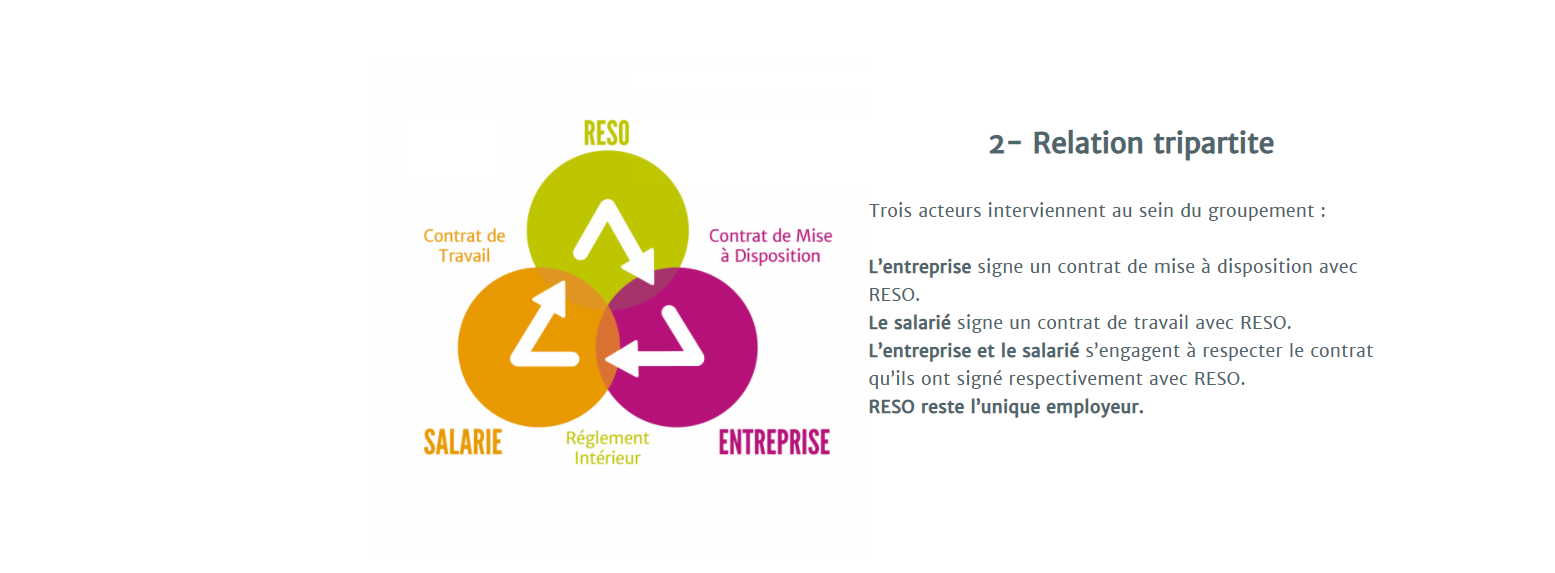 RESO
Contrat de
Travail
Contrat de Mise
à Disposition
SALARIE
Réglement
Intérieur
ENTREPRISE
2- Relation tripartite
Trois acteurs interviennent au sein du groupement :
L’entreprise signe un contrat de mise à disposition avec
RESO.
Le salarié signe un contrat de travail avec RESO.
L’entreprise et le salarié s’engagent à respecter le contrat
qu’ils ont signé respectivement avec RESO.
RESO reste l’unique employeur.